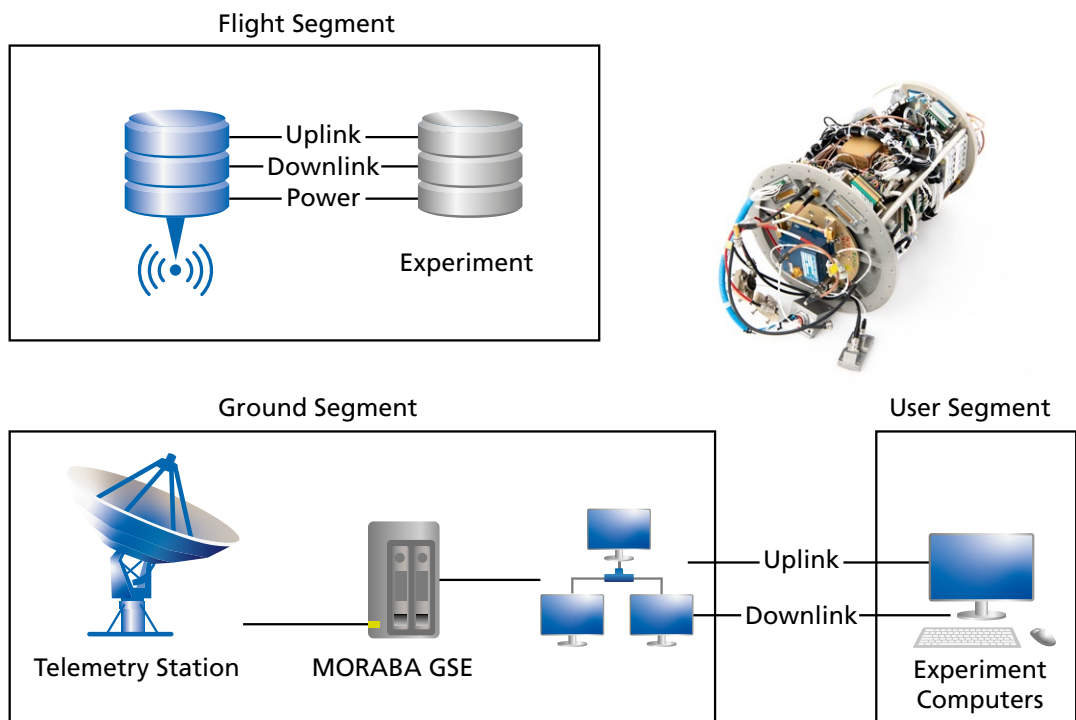 Flight Segment
Uplink
Downlink
Power
Experiment
Ground Segment
User Segment
Uplink
Downlink
Telemetry Station
MORABA GSE
Experiment
Computers